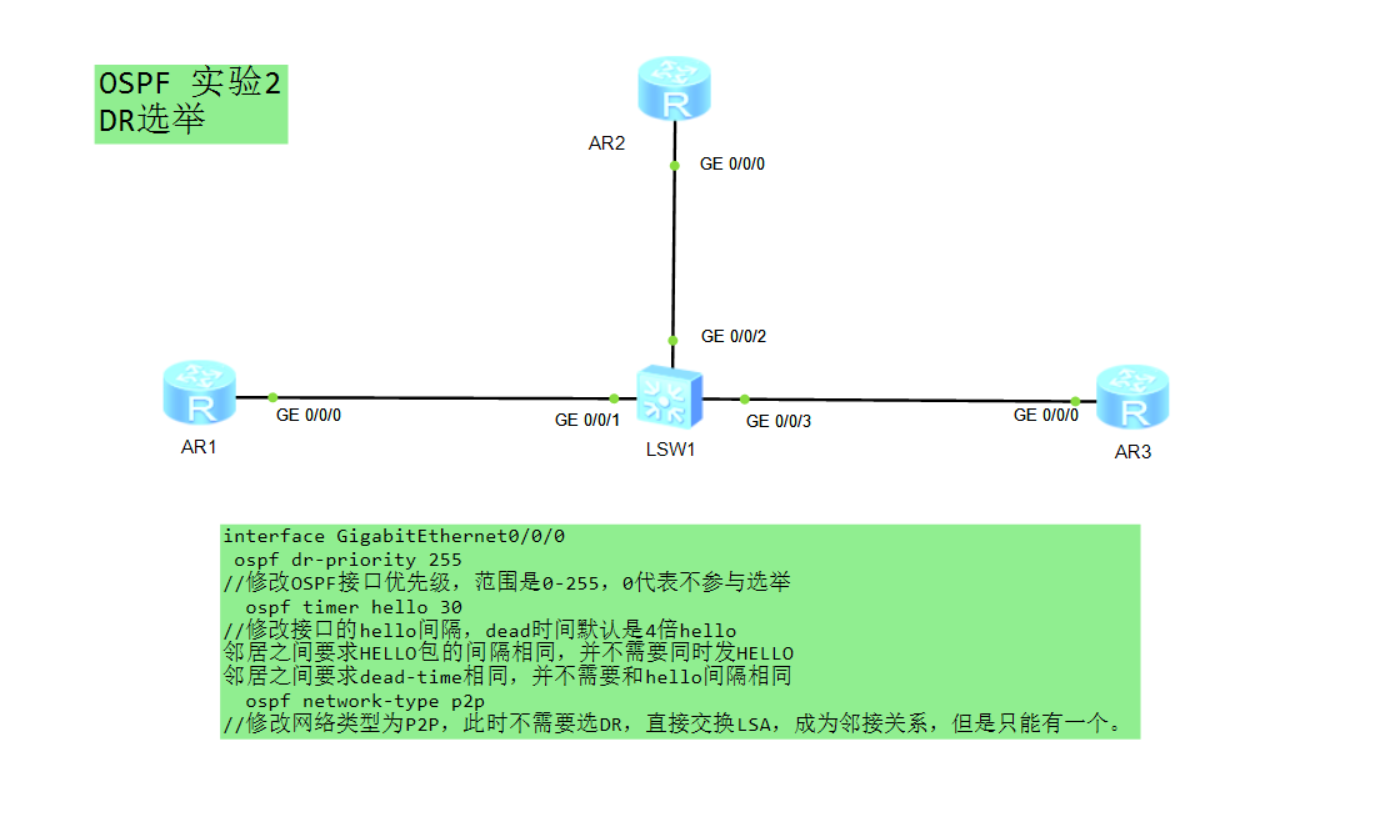 OSPF 实验2
DR选举
R
AR2
GE 0/0/0
GE 0/0/2
R
AR1
GE 0/0/0
GE 0/0/1
LSW1
GE 0/0/3
GE 0/0/0
R
AR3
interface GigabitEthernet0/0/0
ospf dr-priority 255
//修改OSPF接口优先级，范围是0-255，0代表不参与选举
ospf timer hello 30
//修改接口的hello间隔，dead时间默认是4倍hello
邻居之间要求HELLO包的间隔相同，并不需要同时发HELLO
邻居之间要求dead-time相同，并不需要和hello间隔相同
ospf network-type p2p
//修改网络类型为P2P，此时不需要选DR，直接交换LSA，成为邻接关系，但是只能有一个。